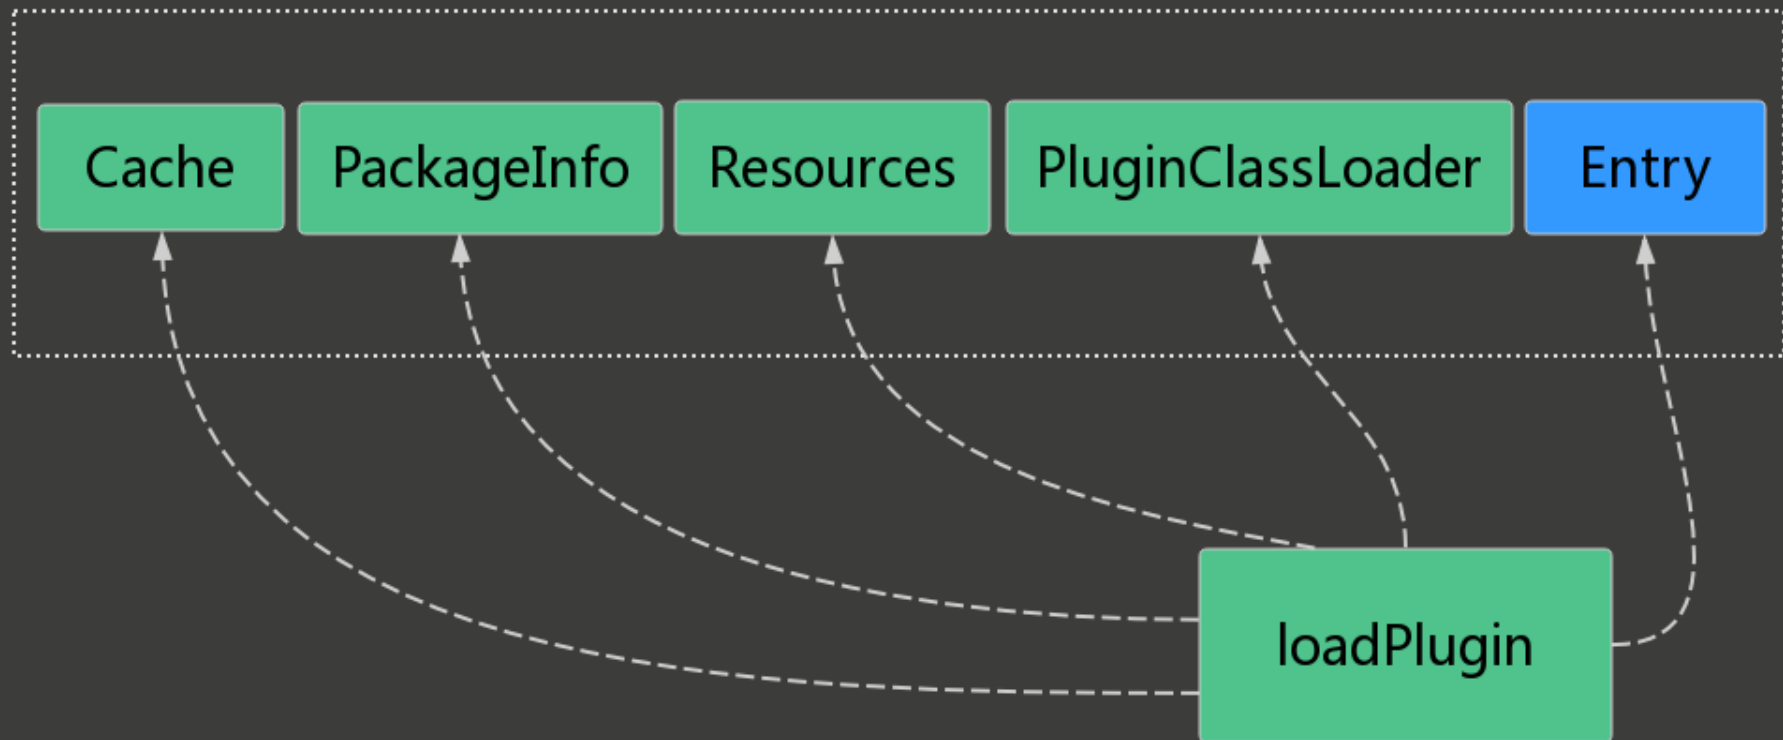 Cache
PackageInfo
Resources
PluginClassLoader
Entry
loadPlugin